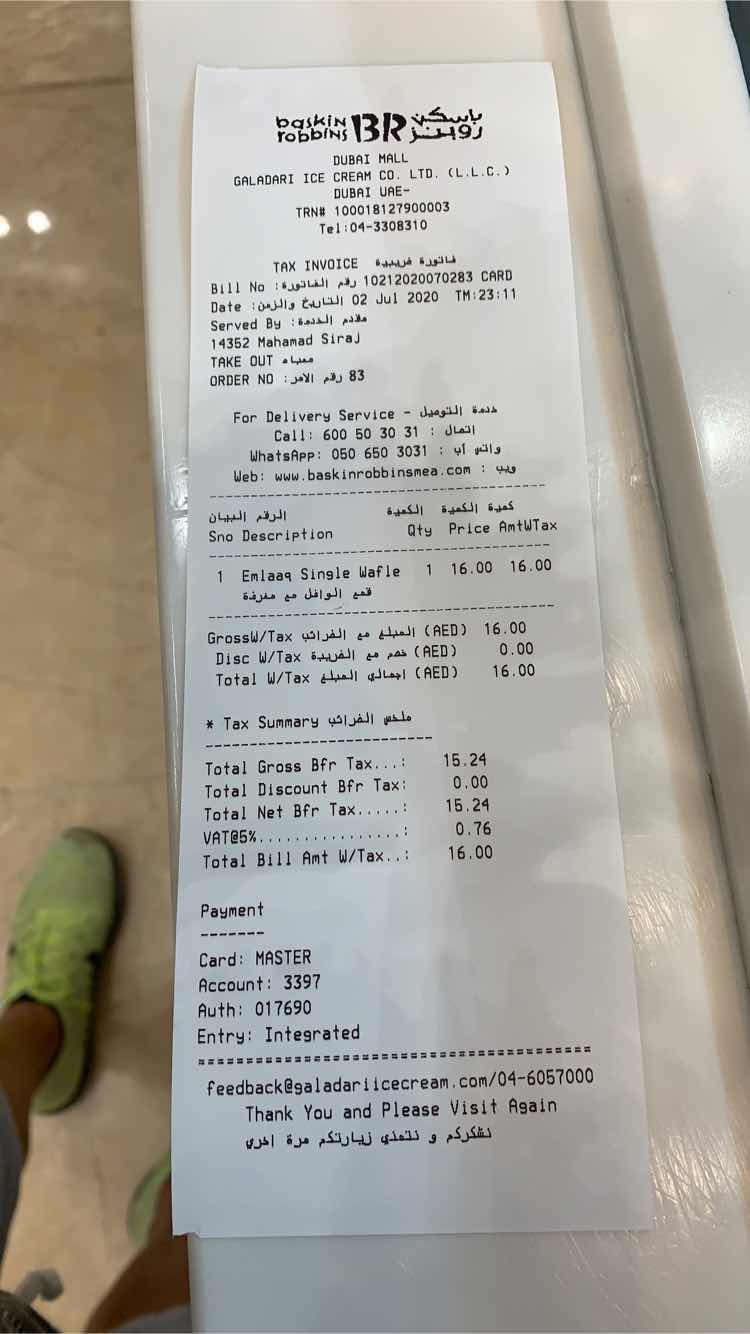 baskin robbins BR باسكن روبنز
DUBAI MALL
GALADARI ICE CREAM CO. LTD. (L.L.C.)
DUBAI UAE-
TRN# 100018127900003
Tel:04-3308310
TAX INVOICE فاتورة ضريبية
Bill No :رقم الفاتورة 10212020070283 CARD
Date :التاريخ والزمن 02 Jul 2020 TM:23:11
Served By :مقدم الخدمة
14352 Mahamad Siraj
TAKE OUT
ORDER NO :رقم الامر 83
For Delivery Service - خدمة التوصيل
Call: 600 50 30 31 : إتصال
WhatsApp: 050 650 3031 : واتس أب
Web: www.baskinrobbinsmea.com : ويب
--------------------------------
الرقم البيان الكمية الكمية كمية
Sno Description Qty Price AmtWTax
--------------------------------
1 Emlaaq Single Wafle 1 16.00 16.00
قمع الوافل مع مغرفة
--------------------------------
GrossW/Tax المبلغ مع الضرائب (AED) 16.00
Disc W/Tax خصم مع الضريبة (AED) 0.00
Total W/Tax اجمالي المبلغ (AED) 16.00
* Tax Summary ملخص الضرائب
-------------------------
Total Gross Bfr Tax...: 15.24
Total Discount Bfr Tax: 0.00
Total Net Bfr Tax.....: 15.24
VAT@5%................: 0.76
Total Bill Amt W/Tax..: 16.00
Payment
-------
Card: MASTER
Account: 3397
Auth: 017690
Entry: Integrated
========================================
feedback@galadariicecream.com/04-6057000
Thank You and Please Visit Again
نشكركم و نتمني زيارتكم مرة اخري